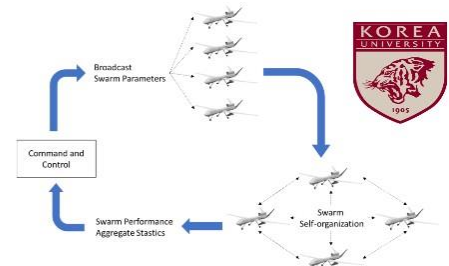 Broadcast
Swarm Parameters
KOREA
UNIVERSITY
1905
Command and
Control
Swarm
Self-organization
Swarm Performance
Aggregate Stastics